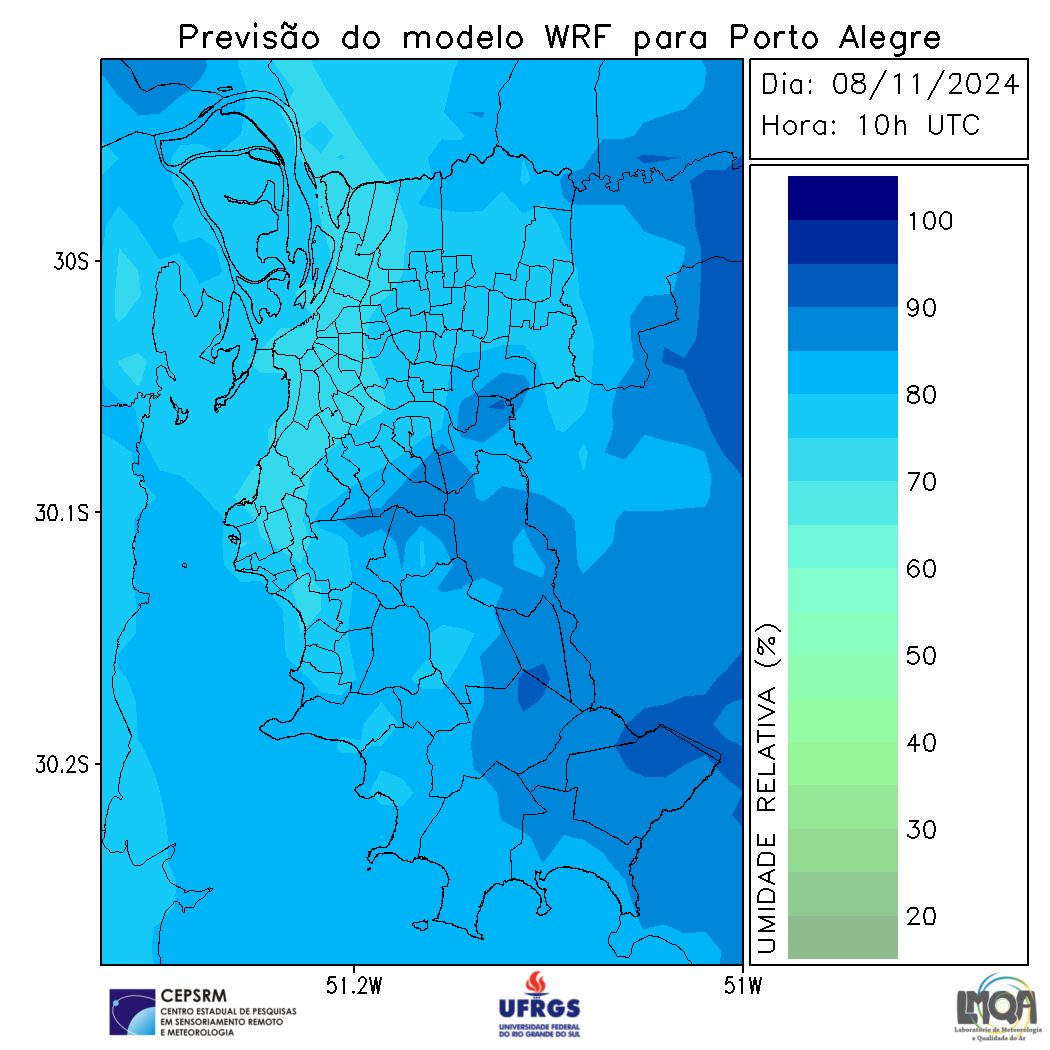 Previsão do modelo WRF para Porto Alegre
Dia: 08/11/2024
Hora: 10h UTC
30S
30.1S
30.2S
51.2W
51W
UMIDADE RELATIVA (%)
100
90
80
70
60
50
40
30
20
CEPSRM
CENTRO ESTADUAL DE PESQUISAS
EM SENSORIAMENTO REMOTO
E METEOROLOGIA
UFRGS
UNIVERSIDADE FEDERAL
DO RIO GRANDE DO SUL
LMQA
Laboratório de Meteorologia
e Qualidade do Ar